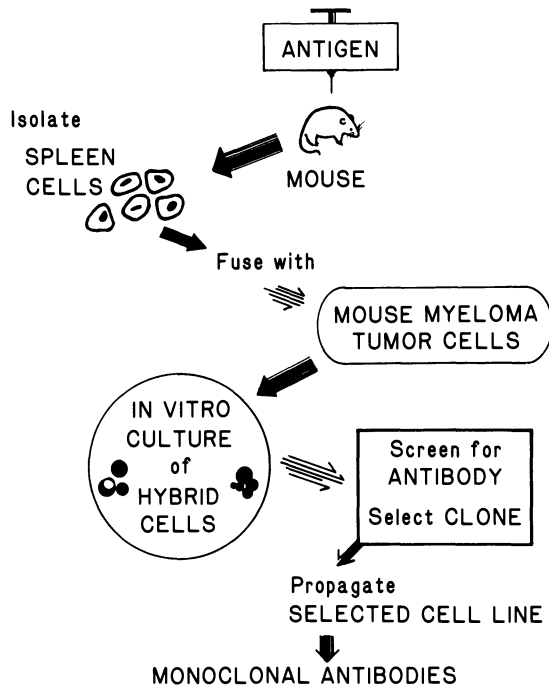 ANTIGEN
MOUSE
Isolate
SPLEEN
CELLS
Fuse with
MOUSE MYELOMA
TUMOR CELLS
IN VITRO
CULTURE
of
HYBRID
CELLS
Screen for
ANTIBODY
Select CLONE
Propagate
SELECTED CELL LINE
MONOCLONAL ANTIBODIES